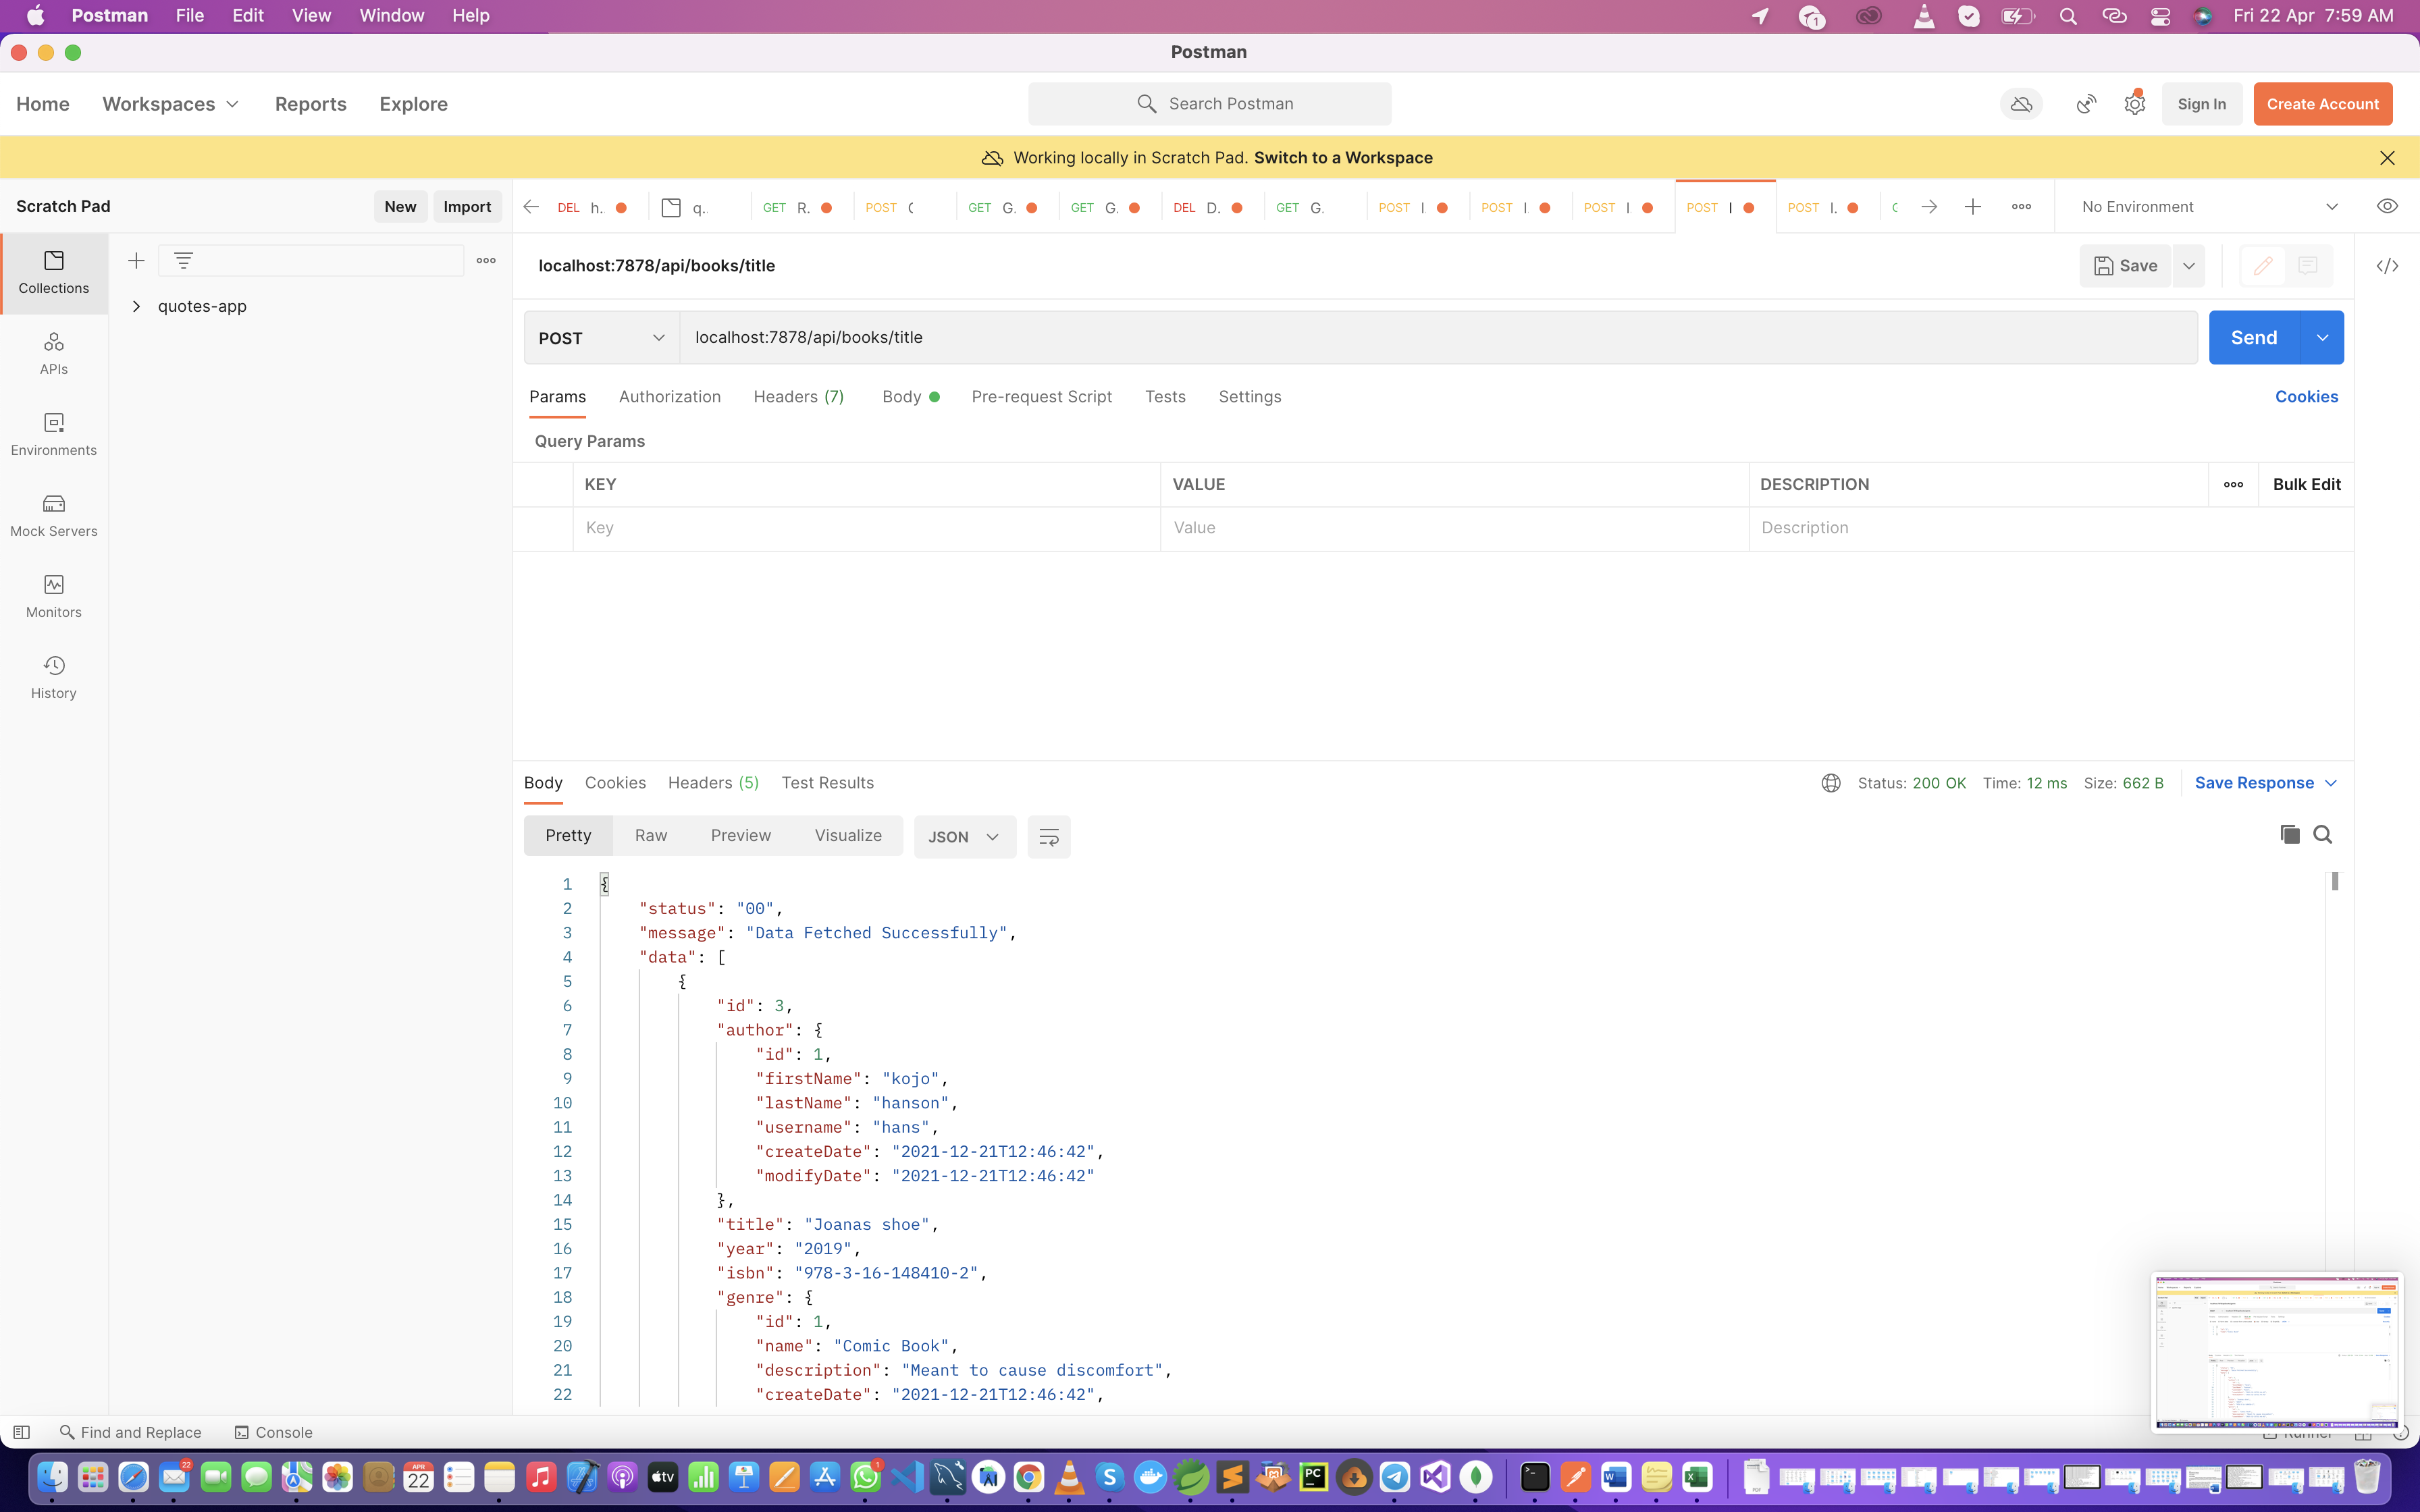 Postman File Edit View Window Help
1
Fri 22 Apr 7:59 AM
Postman
Home Workspaces Reports Explore
Search Postman
Sign In
Create Account
Working locally in Scratch Pad. Switch to a Workspace
Scratch Pad
New
Import
DEL h.
q.
GET R.
POST
GET G.
GET G.
DEL D.
GET G.
POST I
POST I.
POST I.
POST I
POST I.
No Environment
Collections
quotes-app
APIs
Environments
Mock Servers
Monitors
History
localhost:7878/api/books/title
Save
POST
localhost:7878/api/books/title
Send
Params Authorization Headers (7) Body Pre-request Script Tests Settings
Cookies
Query Params
KEY VALUE DESCRIPTION
Bulk Edit
Key Value Description
Body Cookies Headers (5) Test Results
Status: 200 OK Time: 12 ms Size: 662 B
Save Response
Pretty Raw Preview Visualize JSON
1 {
2 "status": "00",
3 "message": "Data Fetched Successfully",
4 "data": [
5 {
6 "id": 3,
7 "author": {
8 "id": 1,
9 "firstName": "kojo",
10 "lastName": "hanson",
11 "username": "hans",
12 "createDate": "2021-12-21T12:46:42",
13 "modifyDate": "2021-12-21T12:46:42"
14 },
15 "title": "Joanas shoe",
16 "year": "2019",
17 "isbn": "978-3-16-148410-2",
18 "genre": {
19 "id": 1,
20 "name": "Comic Book",
21 "description": "Meant to cause discomfort",
22 "createDate": "2021-12-21T12:46:42",
Find and Replace
Console
22
APR
22
tv
1
PC